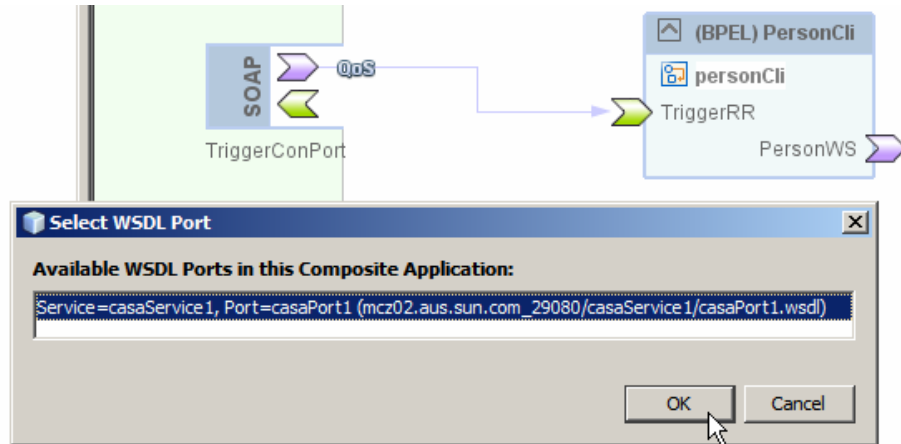 (BPEL) PersonCli
SOAP
QoS
personCli
TriggerRR
TriggerConPort
PersonWS
Select WSDL Port
Available WSDL Ports in this Composite Application:
Service=casaService1, Port=casaPort1 (mcz02.aus.sun.com_29080/casaService1/casaPort1.wsdl)
OK
Cancel